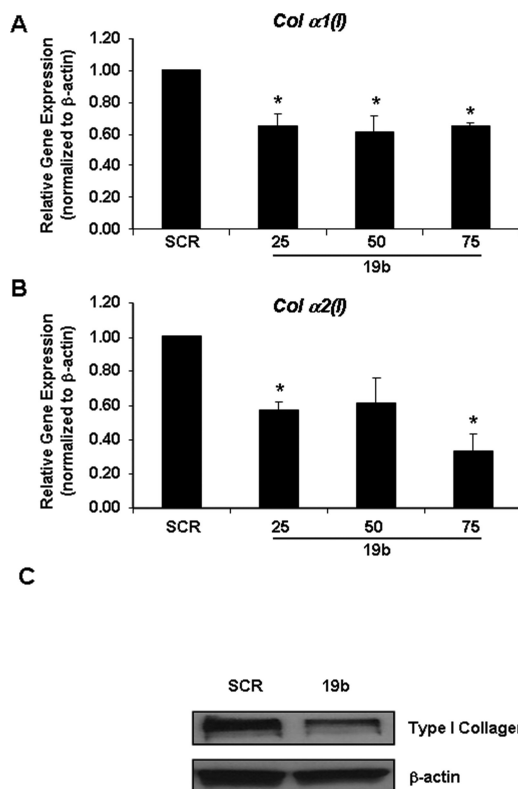 A
Col α1(I)
Relative Gene Expression
(normalized to β-actin)
1.20
1.00
0.80
0.60
0.40
0.20
0.00
* * *
SCR 25 50 75
19b
B
Col α2(I)
Relative Gene Expression
(normalized to β-actin)
1.20
1.00
0.80
0.60
0.40
0.20
0.00
* *
SCR 25 50 75
19b
C
SCR 19b
Type I Collagen
β-actin